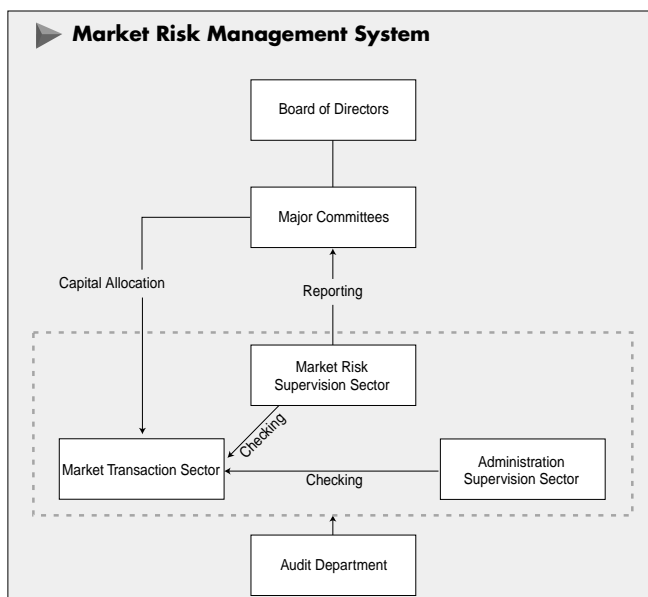 Market Risk Management System
Board of Directors
Major Committees
Capital Allocation
Reporting
Market Risk
Supervision Sector
Checking
Market Transaction Sector
Checking
Administration
Supervision Sector
Audit Department